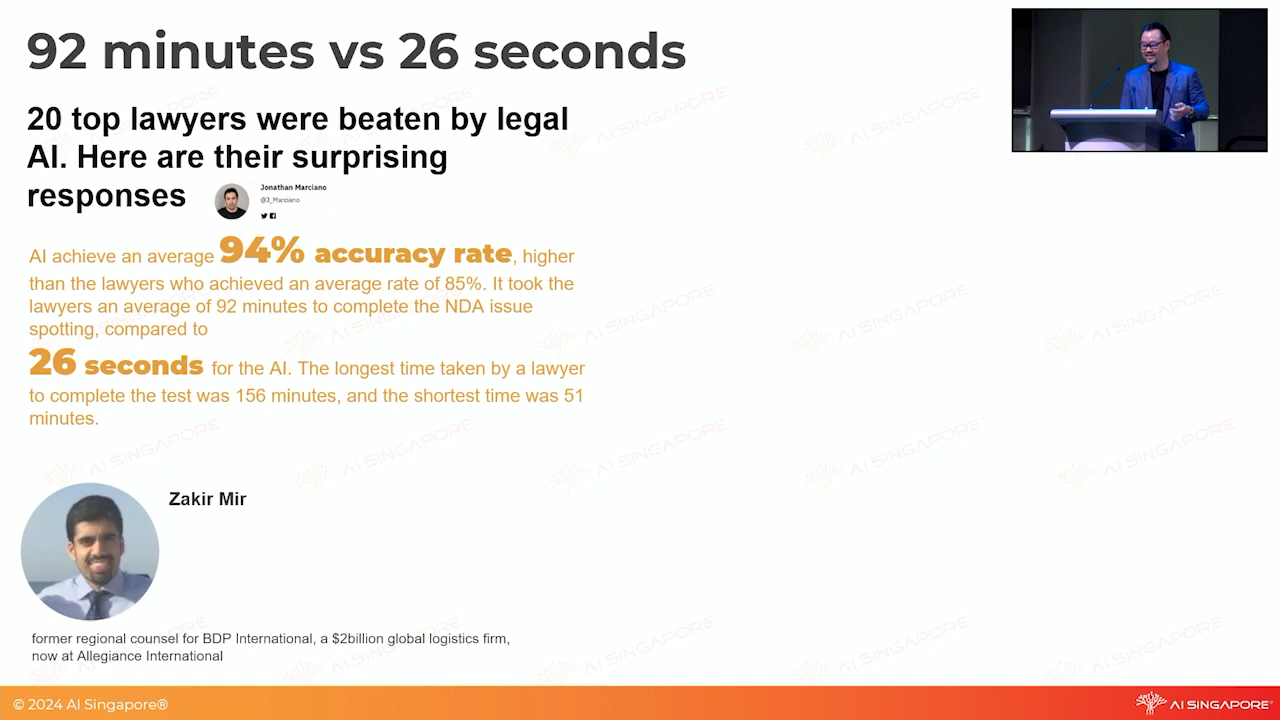 92 minutes vs 26 seconds
20 top lawyers were beaten by legal
AI. Here are their surprising
responses
Jonathan Marciano
@J_Marciano
AI achieve an average 94% accuracy rate, higher
than the lawyers who achieved an average rate of 85%. It took the
lawyers an average of 92 minutes to complete the NDA issue
spotting, compared to
26 seconds for the AI. The longest time taken by a lawyer
to complete the test was 156 minutes, and the shortest time was 51
minutes.
Zakir Mir
former regional counsel for BDP International, a $2billion global logistics firm,
now at Allegiance International
© 2024 AI Singapore®
AI SINGAPORE